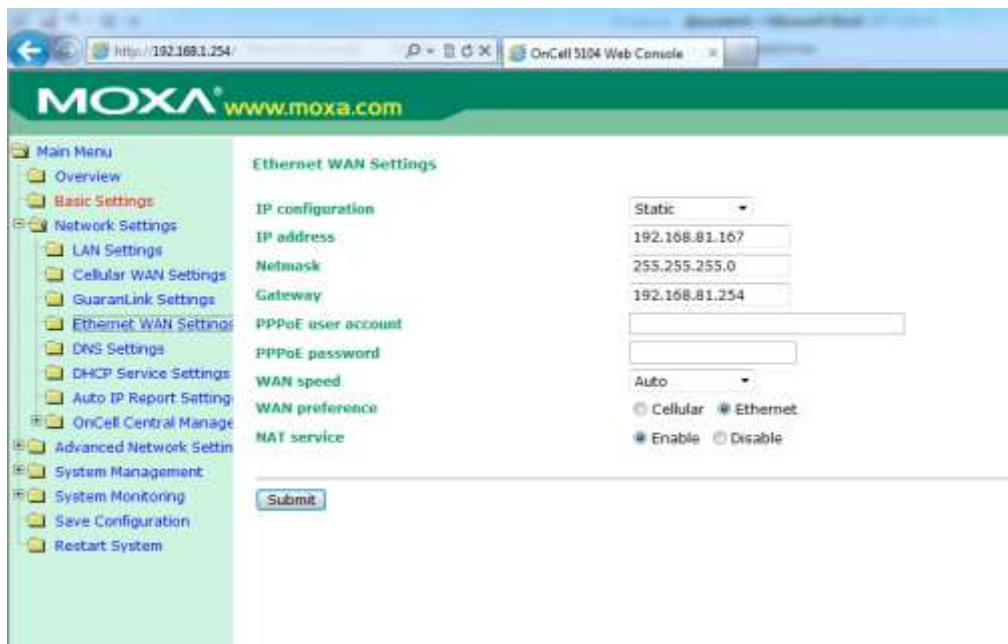 http://192.168.1.254/
OnCell 5104 Web Console
MOXA® www.moxa.com
Main Menu
Overview
Basic Settings
Network Settings
LAN Settings
Cellular WAN Settings
GuaranLink Settings
Ethernet WAN Settings
DNS Settings
DHCP Service Settings
Auto IP Report Setting
OnCell Central Manage
Advanced Network Settin
System Management
System Monitoring
Save Configuration
Restart System
Ethernet WAN Settings
IP configuration Static
IP address 192.168.81.167
Netmask 255.255.255.0
Gateway 192.168.81.254
PPPoE user account
PPPoE password
WAN speed Auto
WAN preference Cellular Ethernet
NAT service Enable Disable
Submit